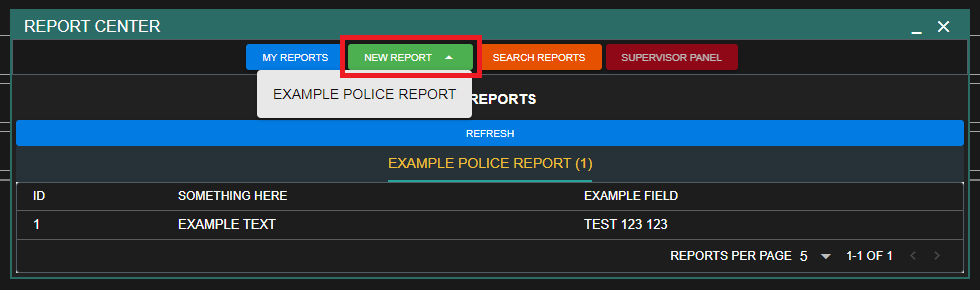 REPORT CENTER
MY REPORTS NEW REPORT SEARCH REPORTS SUPERVISOR PANEL
EXAMPLE POLICE REPORT
REPORTS
REFRESH
EXAMPLE POLICE REPORT (1)
ID SOMETHING HERE EXAMPLE FIELD
1 EXAMPLE TEXT TEST 123 123
REPORTS PER PAGE 5 1-1 OF 1